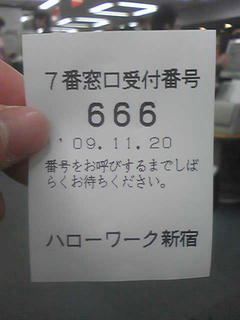 7番窓口受付番号
666
'09.11.20
番号をお呼びするまでしば
らくお待ちください。
ハローワーク新宿